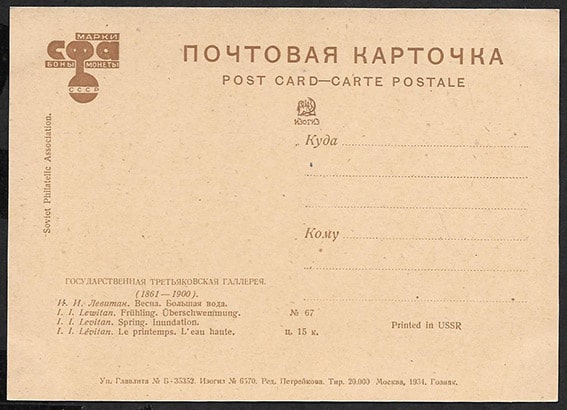 МАРКИ
СФА
БОНЫ МОНЕТЫ
СССР
ПОЧТОВАЯ КАРТОЧКА
POST CARD—CARTE POSTALE
ИЗОГИЗ
Куда
Кому
Soviet Philatelic Association.
ГОСУДАРСТВЕННАЯ ТРЕТЬЯКОВСКАЯ ГАЛЛЕРЕЯ.
(1861—1900).
И. И. Левитан. Весна. Большая вода.
I. I. Lewitan. Frühling. Überschwemmung. № 67
I. I. Levitan. Spring. Inundation.
I. I. Lévitan. Le printemps. L'eau haute. ц. 15 к.
Printed in USSR
Уп. Главлита № Б-35352. Изогиз № 6570. Ред. Петрейкова. Тир. 20.000 Москва, 1934, Гознак.